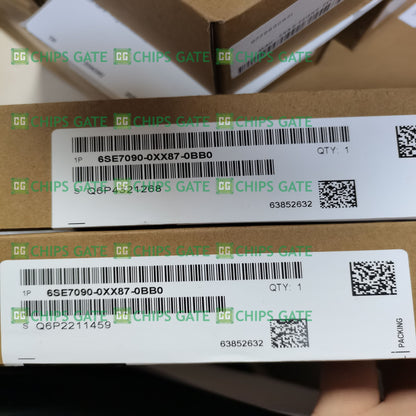 1P 6SE7090-0XX87-0BB0
QTY: 1
S Q6P4321268
63852632
1P 6SE7090-0XX87-0BB0
QTY: 1
S Q6P2211459
63852632
PACKING
CHIPS GATE CHIPS GATE CHIPS GATE
CHIPS GATE CHIPS GATE CHIPS GATE
CHIPS GATE CHIPS GATE CHIPS GATE
CHIPS GATE CHIPS GATE CHIPS GATE
CHIPS GATE CHIPS GATE CHIPS GATE